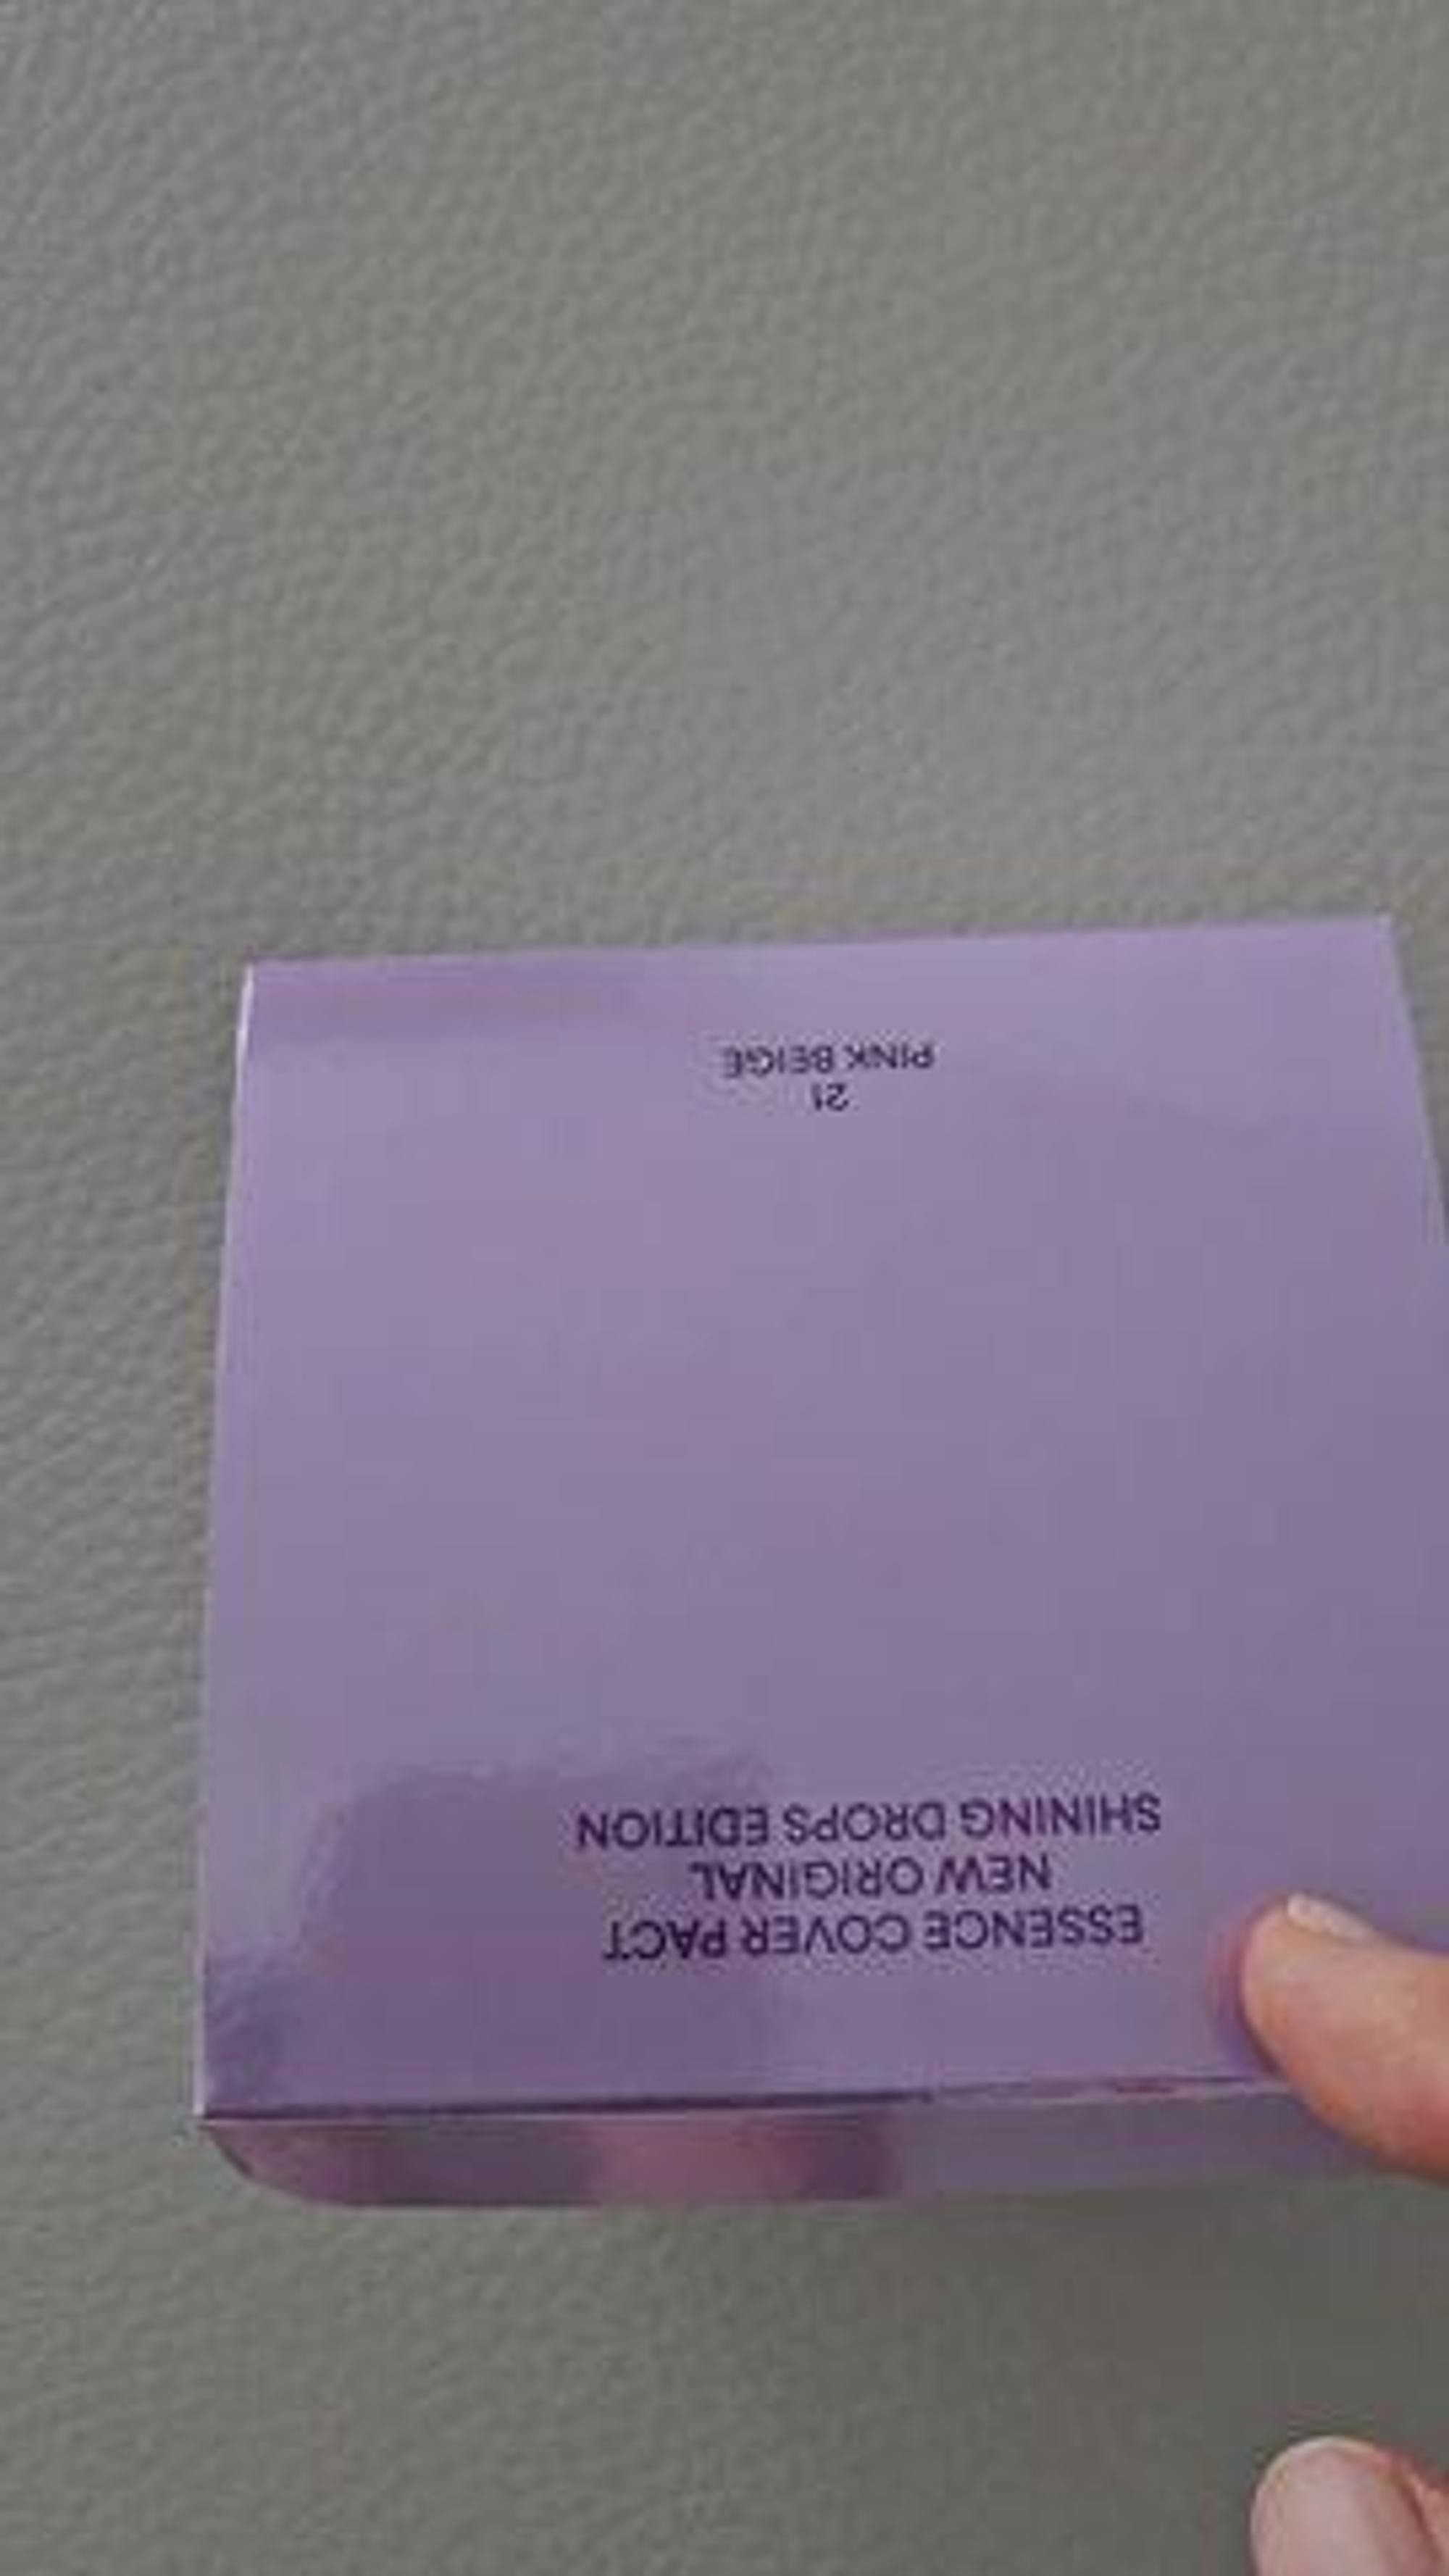 ESSENCE COVER PACT
NEW ORIGINAL
SHINING DROPS EDITION
21
PINK BEIGE